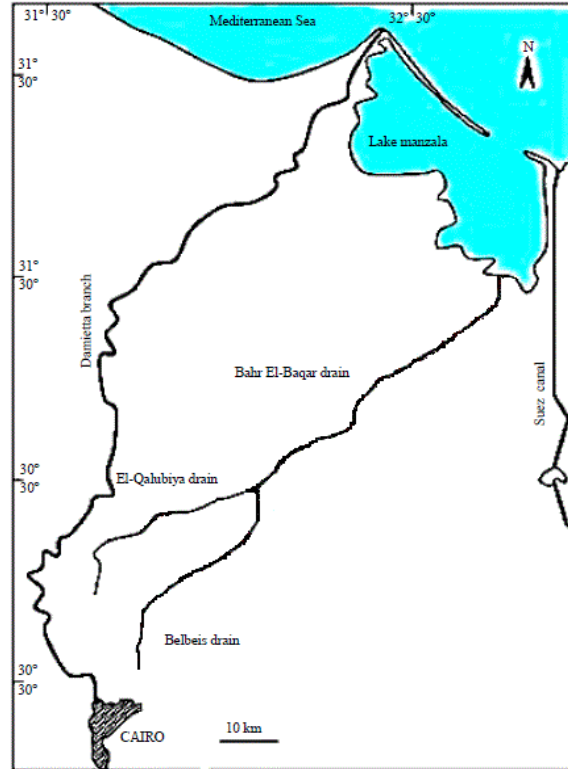 31° 30°
32° 30°
Mediterranean Sea
31°
30°
N
Lake manzala
31°
30°
Damietta branch
Bahr El-Baqar drain
Suez canal
El-Qalubiya drain
30°
30°
Belbeis drain
30°
30°
CAIRO
10 km